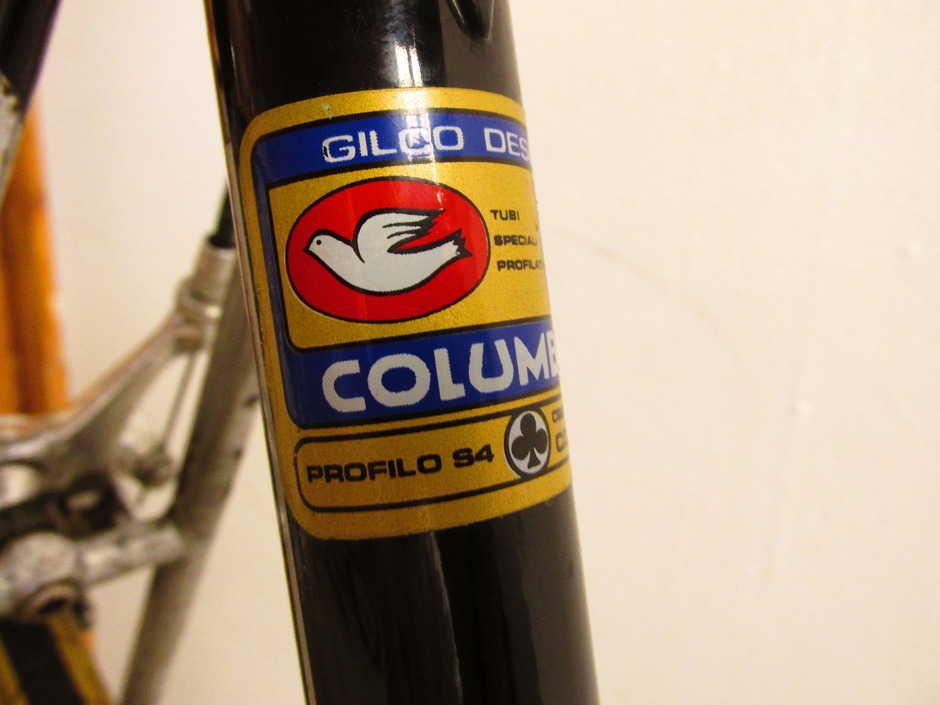 GILCO DES
TUBI
SPECIALI
PROFILAT
COLUMB
PROFILO S4